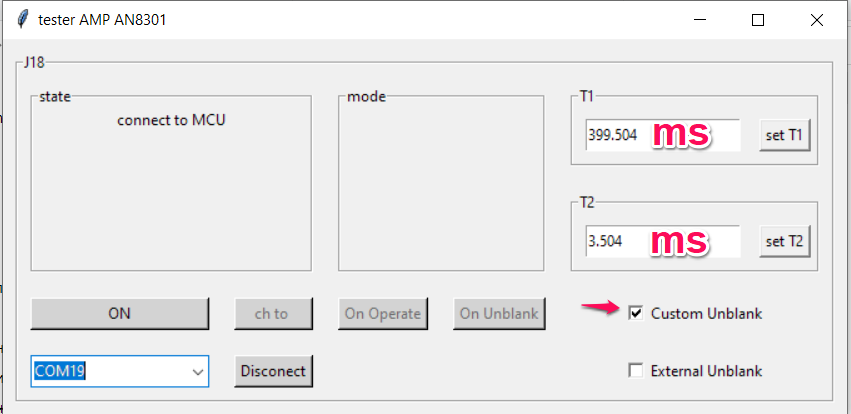 tester AMP AN8301
J18
state
mode
T1
connect to MCU
399.504 ms
set T1
T2
3.504 ms
set T2
ON
ch to
On Operate
On Unblank
Custom Unblank
COM19
Disconect
External Unblank